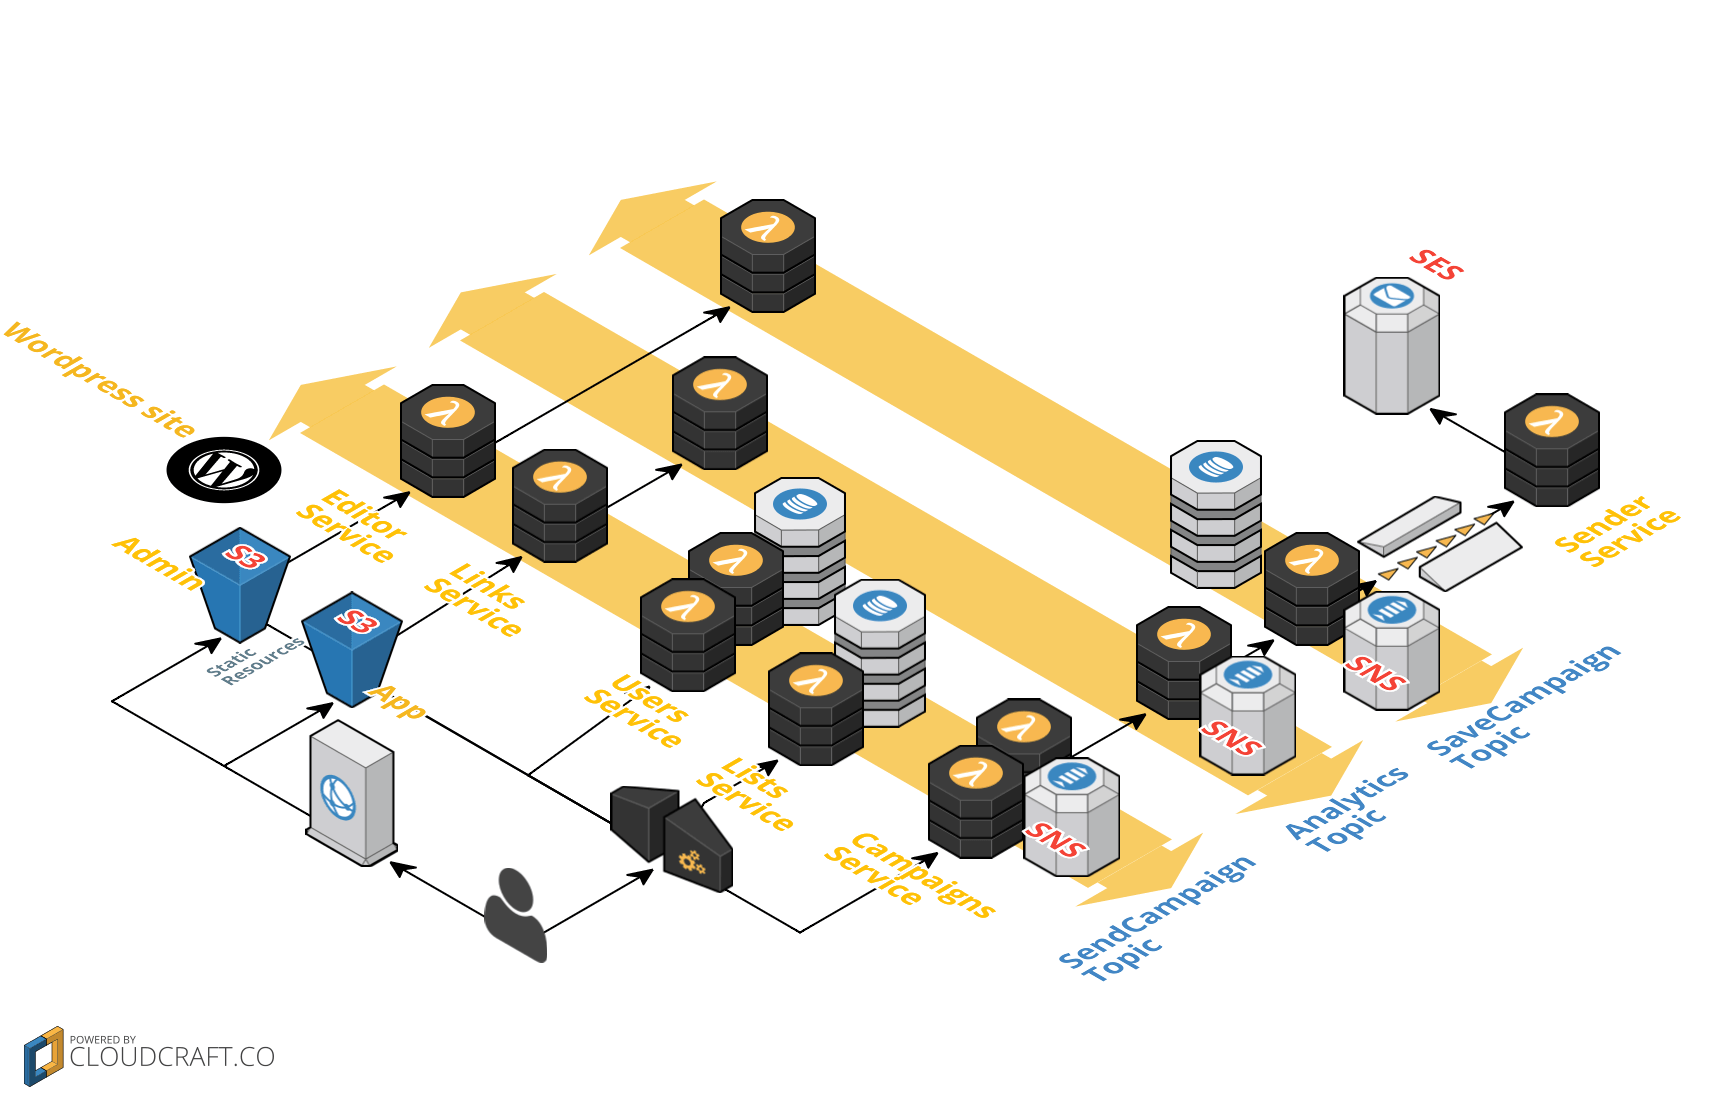 SES
Wordpress site
Editor
Service
Admin
S3
Links
Service
S3
Static
Resources
App
Users
Service
Lists
Service
Campaigns
Service
Sender
Service
SNS
SNS
SNS
SaveCampaign
Topic
Analytics
Topic
SendCampaign
Topic
POWERED BY
CLOUDCRAFT.CO